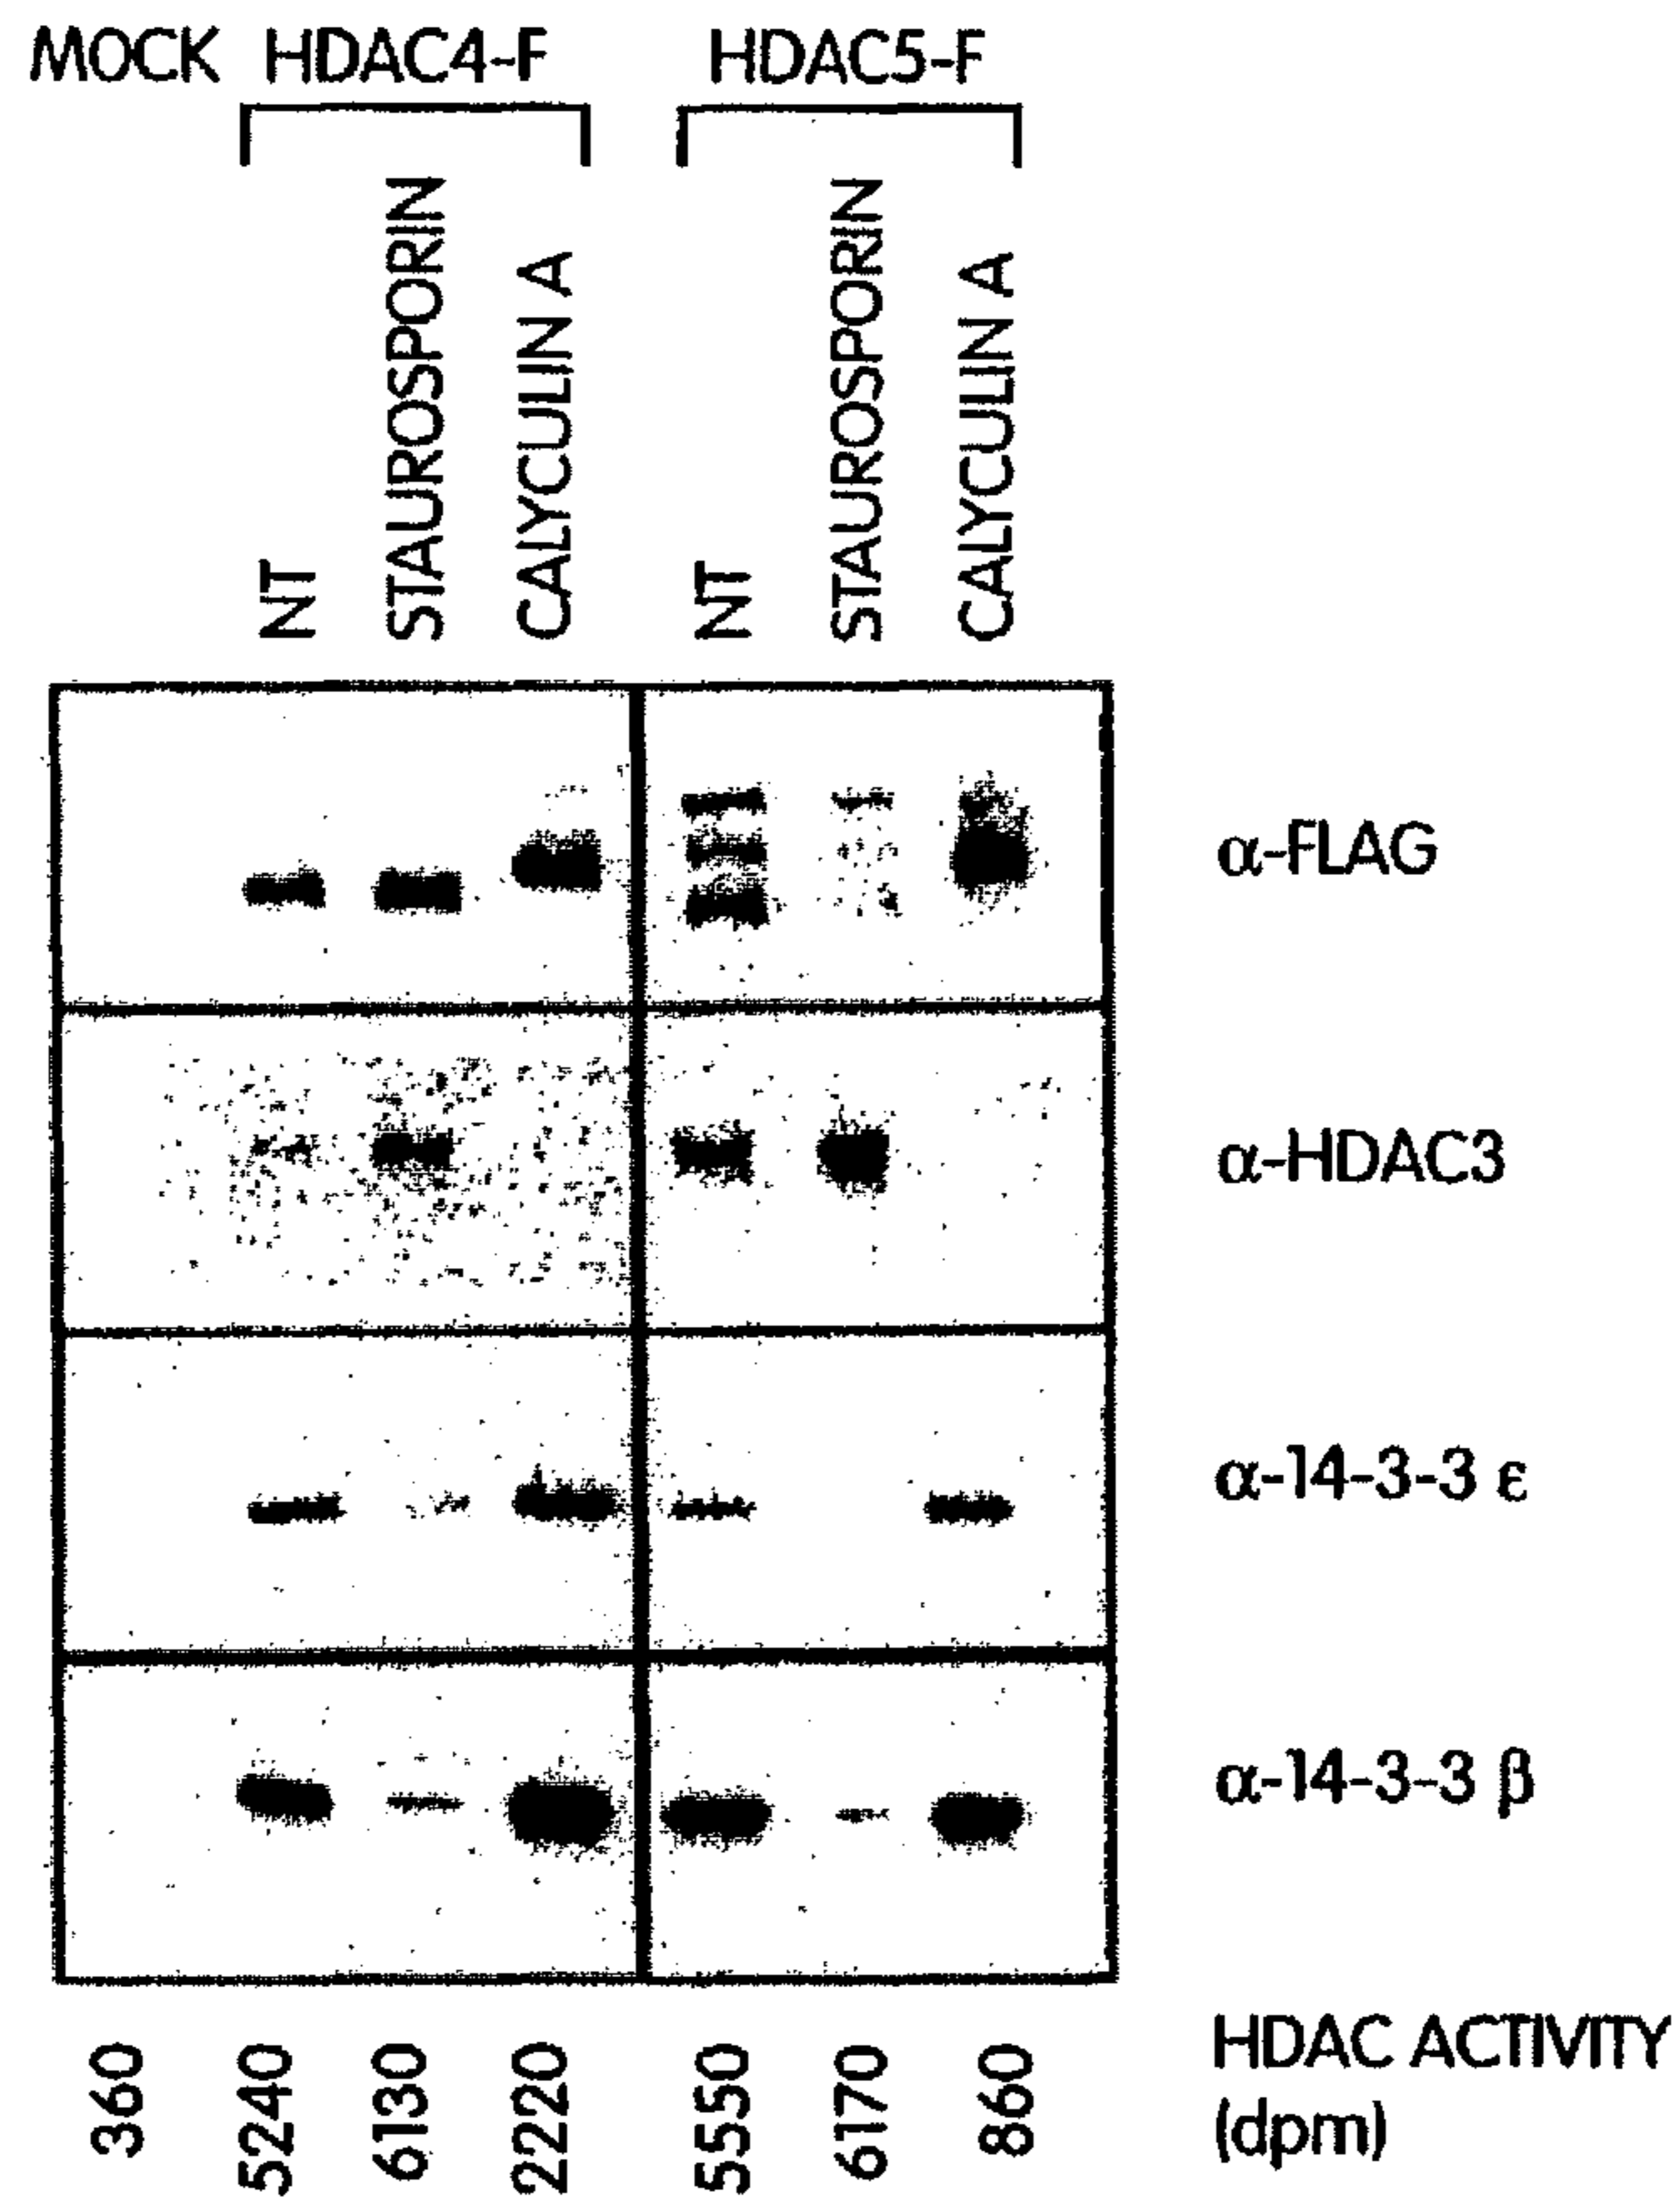 MOCK HDAC4-F HDAC5-F
NT STAUROSPORIN CALYCULIN A NT STAUROSPORIN CALYCULIN A
α-FLAG
α-HDAC3
α-14-3-3 ε
α-14-3-3 β
360 5240 6130 2220 5550 6170 860 HDAC ACTIVITY
(dpm)